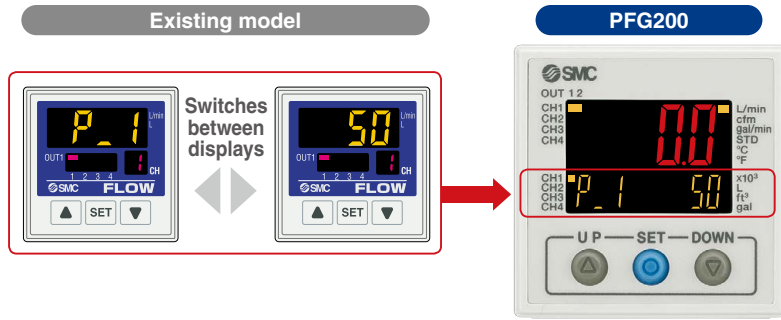 Existing model
PFG200
P_1
L/min
L
OUT1
1
CH
1 2 3 4
SMC FLOW
SET
Switches
between
displays
50
L/min
L
OUT1
1
CH
1 2 3 4
SMC FLOW
SET
SMC
OUT 1 2
CH1
CH2
CH3
CH4
0.0
L/min
cfm
gal/min
STD
°C
°F
CH1
CH2
CH3
CH4
P_1 50
x10³
L
ft³
gal
UP SET DOWN